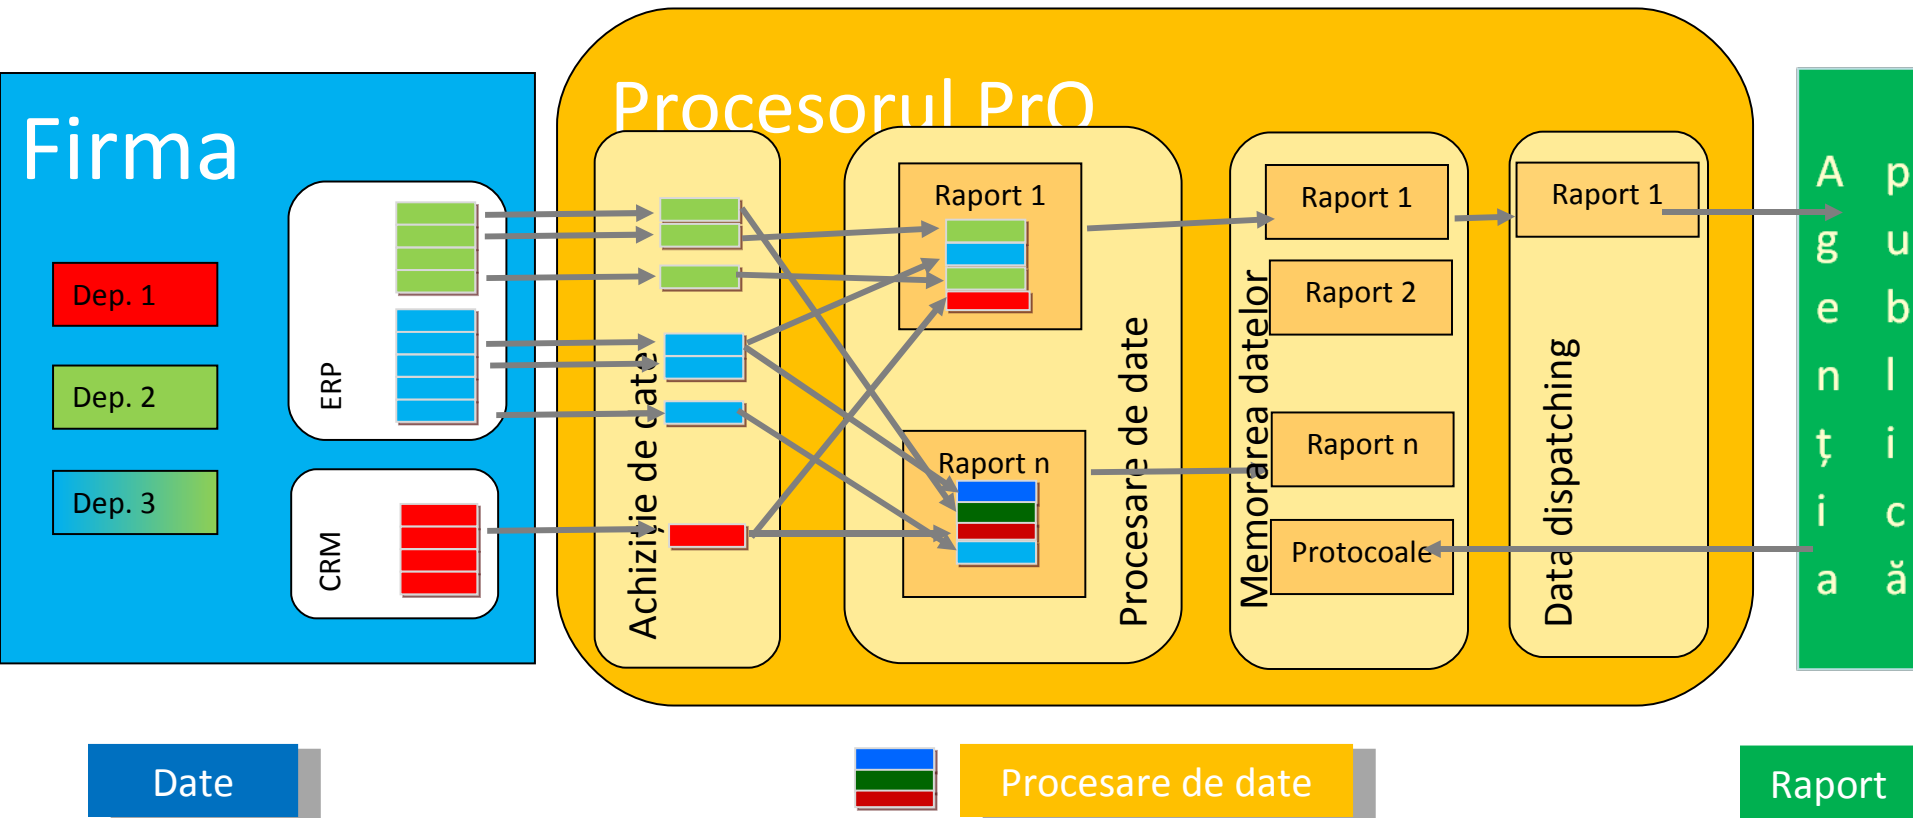 Firma
Dep. 1
Dep. 2
Dep. 3
ERP
CRM
Procesorul PrO
Achiziție de date
Raport 1
Raport n
Procesare de date
Raport 1
Raport 2
Raport n
Protocoale
Memorarea datelor
Raport 1
Data dispatching
Agenția
publică
Date
Procesare de date
Raport